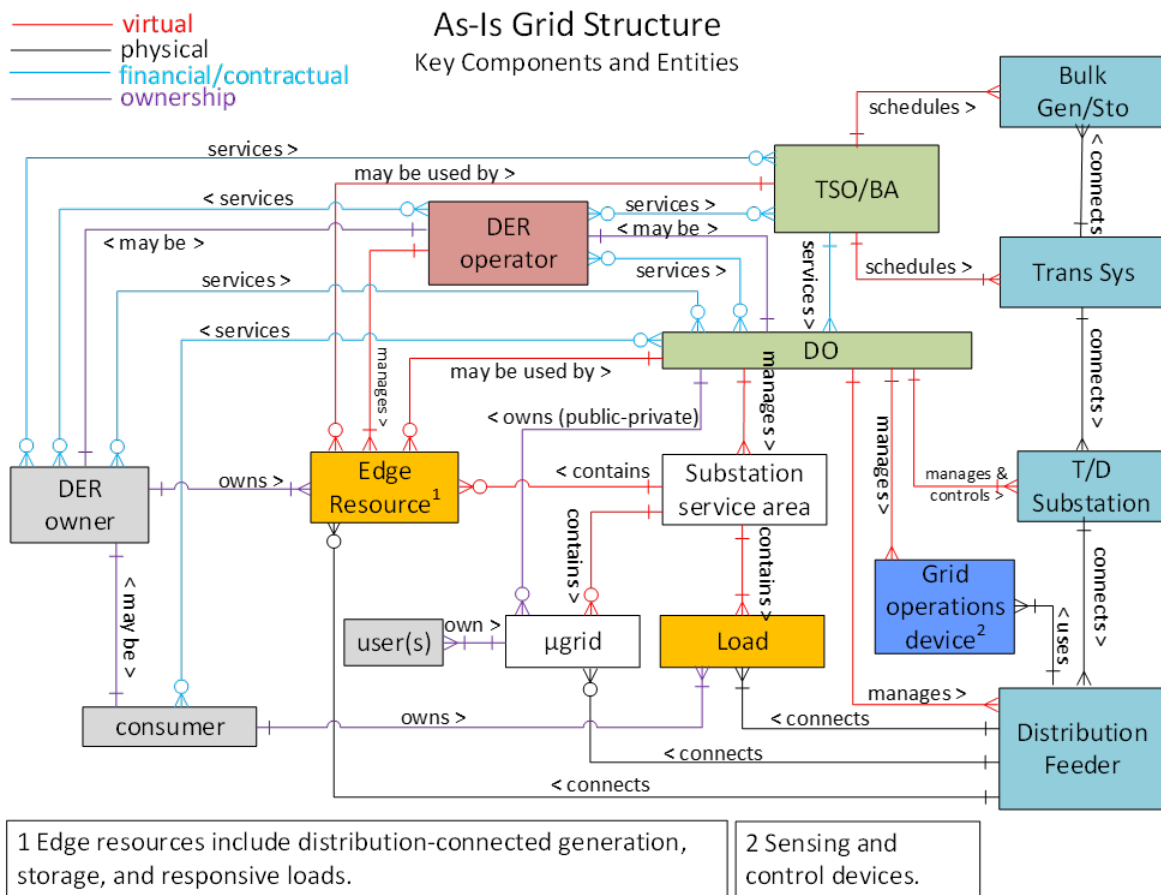 As-Is Grid Structure
Key Components and Entities
virtual
physical
financial/contractual
ownership
Bulk
Gen/Sto
schedules >
< connects
services >
may be used by >
TSO/BA
< services
services >
< may be >
DER
operator
< may be >
services >
services >
schedules >
Trans Sys
services >
< services
DO
manages >
may be used by >
manages >
connects >
< owns (public-private)
manages >
DER
owner
owns >
Edge
Resource1
< contains
Substation
service area
manages &
controls >
T/D
Substation
contains >
contains >
connects >
< may be >
Grid
operations
device2
< uses
user(s)
own >
μgrid
Load
manages >
consumer
owns >
< connects
Distribution
Feeder
< connects
< connects
1 Edge resources include distribution-connected generation,
storage, and responsive loads.
2 Sensing and
control devices.